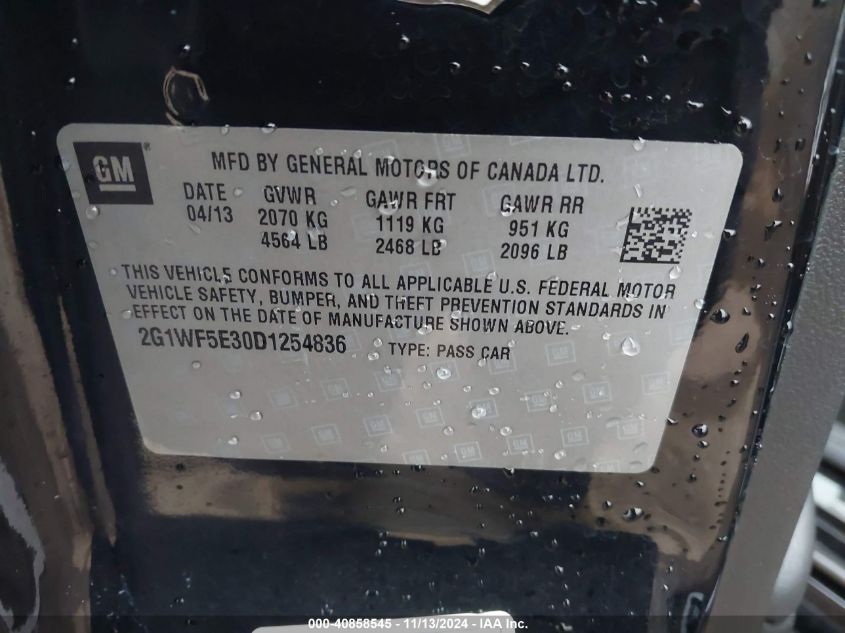 GM
MFD BY GENERAL MOTORS OF CANADA LTD.
DATE GVWR GAWR FRT GAWR RR
04/13 2070 KG 1119 KG 951 KG
4564 LB 2468 LB 2096 LB
THIS VEHICLE CONFORMS TO ALL APPLICABLE U.S. FEDERAL MOTOR
VEHICLE SAFETY, BUMPER, AND THEFT PREVENTION STANDARDS IN
EFFECT ON THE DATE OF MANUFACTURE SHOWN ABOVE.
2G1WF5E30D1254836 TYPE: PASS CAR
000-40858545 - 11/13/2024 - IAA Inc.